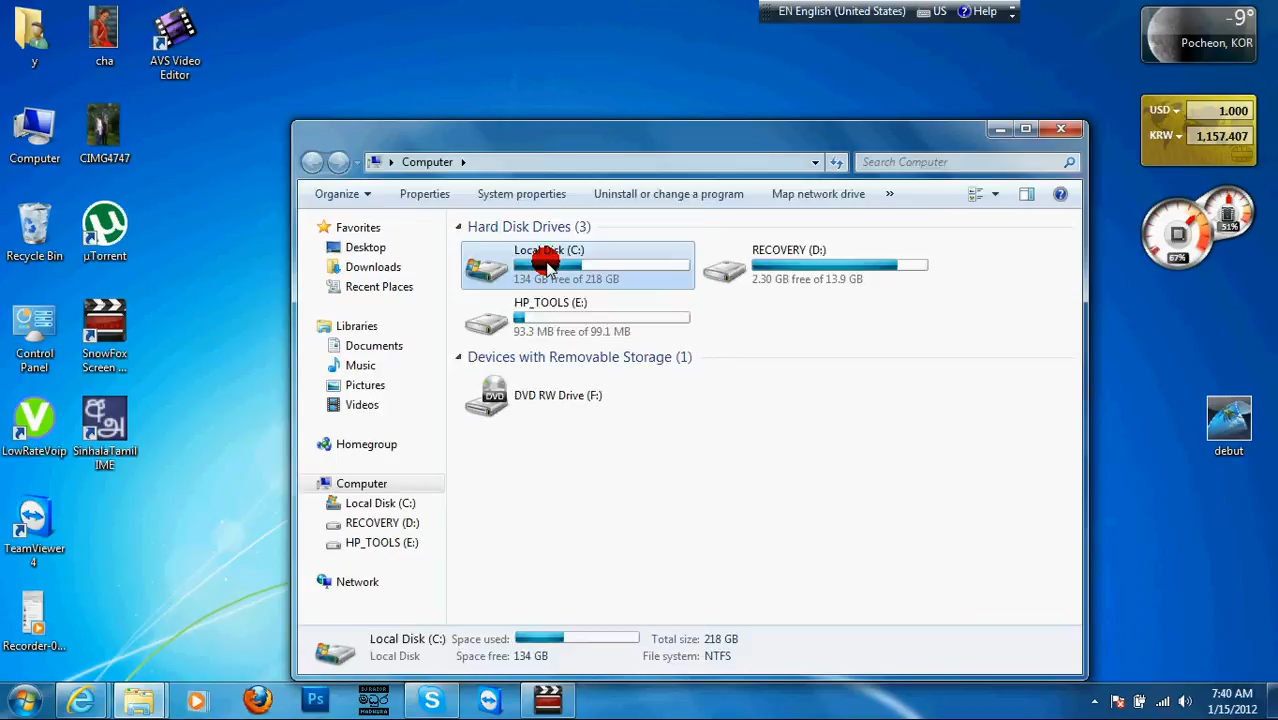 EN English (United States) US Help
-9°
Pocheon, KOR
y
cha
AVS Video
Editor
USD 1.000
KRW 1,157.407
Computer
CIMG4747
Computer
Search Computer
Organize
Properties
System properties
Uninstall or change a program
Map network drive
»
Recycle Bin
µTorrent
Favorites
Desktop
Downloads
Recent Places
Libraries
Documents
Music
Pictures
Videos
Homegroup
Computer
Local Disk (C:)
RECOVERY (D:)
HP_TOOLS (E:)
Network
Hard Disk Drives (3)
Local Disk (C:)
134 GB free of 218 GB
RECOVERY (D:)
2.30 GB free of 13.9 GB
HP_TOOLS (E:)
93.3 MB free of 99.1 MB
Devices with Removable Storage (1)
DVD
DVD RW Drive (F:)
51%
67%
Control
Panel
SnowFox
Screen ...
LowRateVoip
අ
அ
SinhalaTamil
IME
debut
TeamViewer
4
Recorder-0...
Local Disk (C:) Space used: Total size: 218 GB
Local Disk Space free: 134 GB File system: NTFS
Ps
7:40 AM
1/15/2012